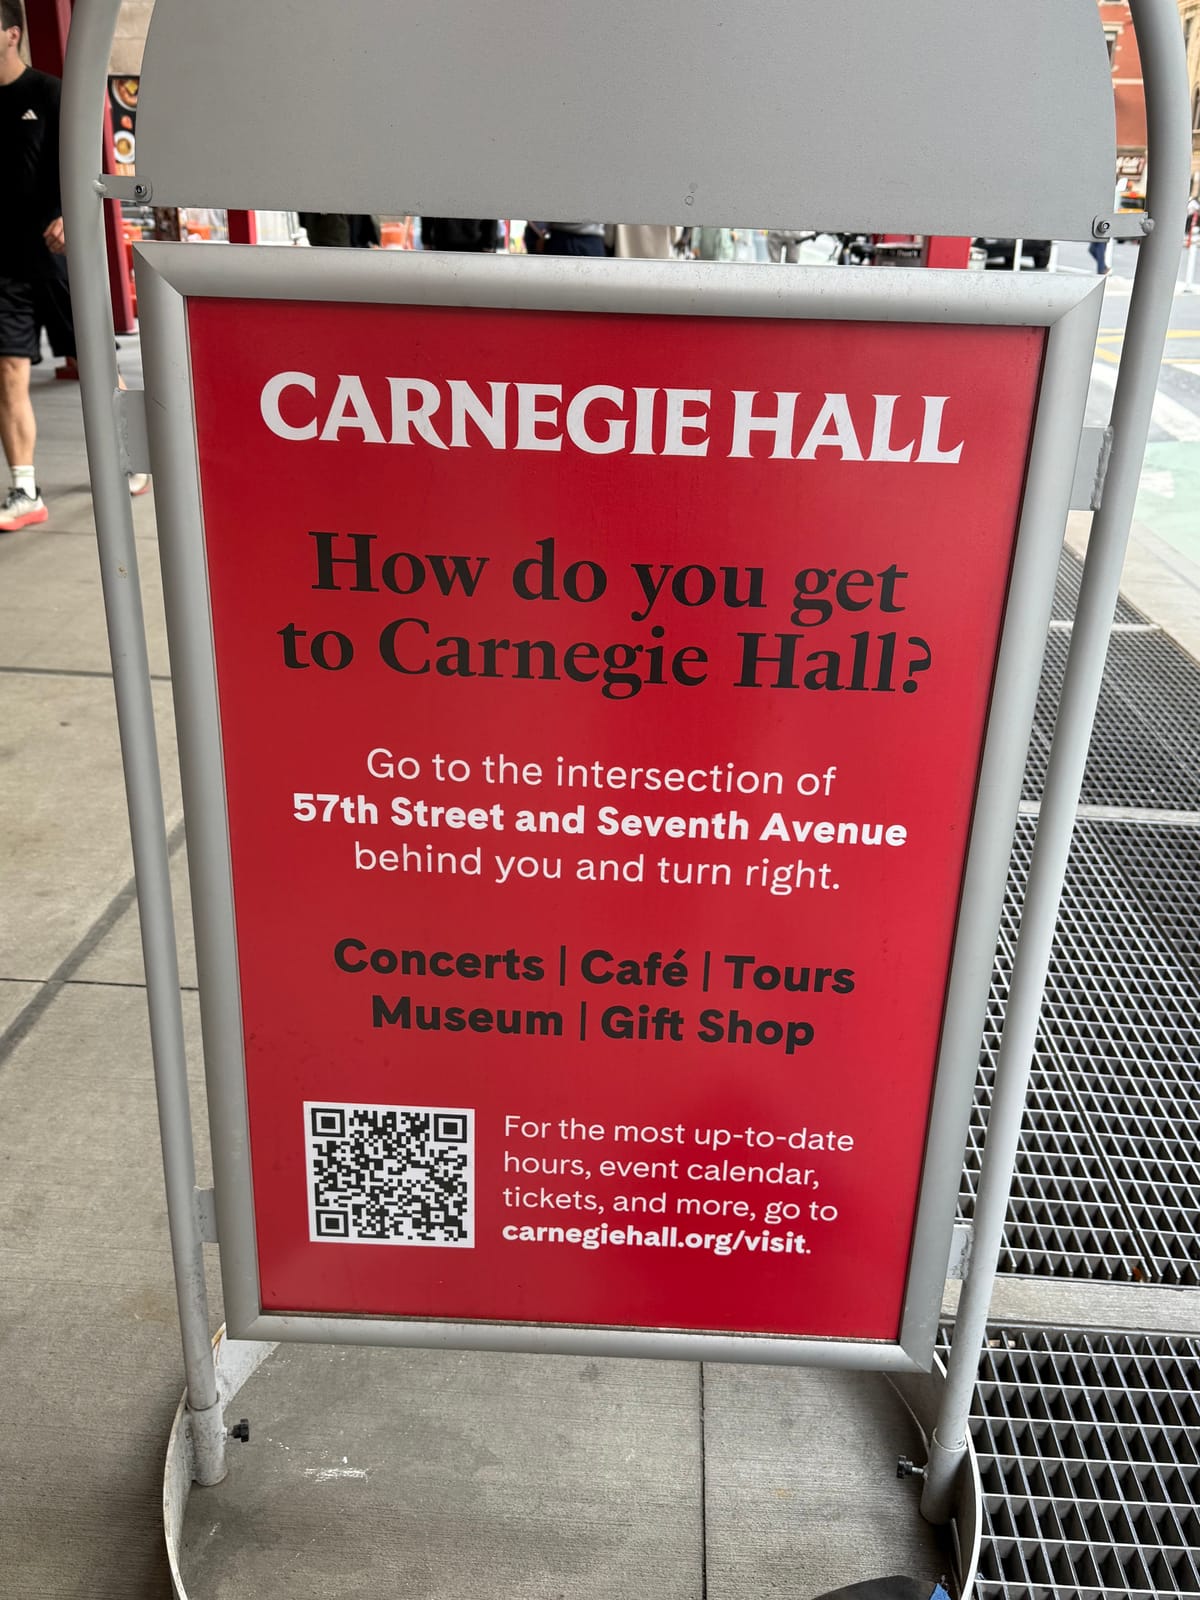 CARNEGIE HALL
How do you get
to Carnegie Hall?
Go to the intersection of
57th Street and Seventh Avenue
behind you and turn right.
Concerts | Café | Tours
Museum | Gift Shop
For the most up-to-date
hours, event calendar,
tickets, and more, go to
carnegiehall.org/visit.